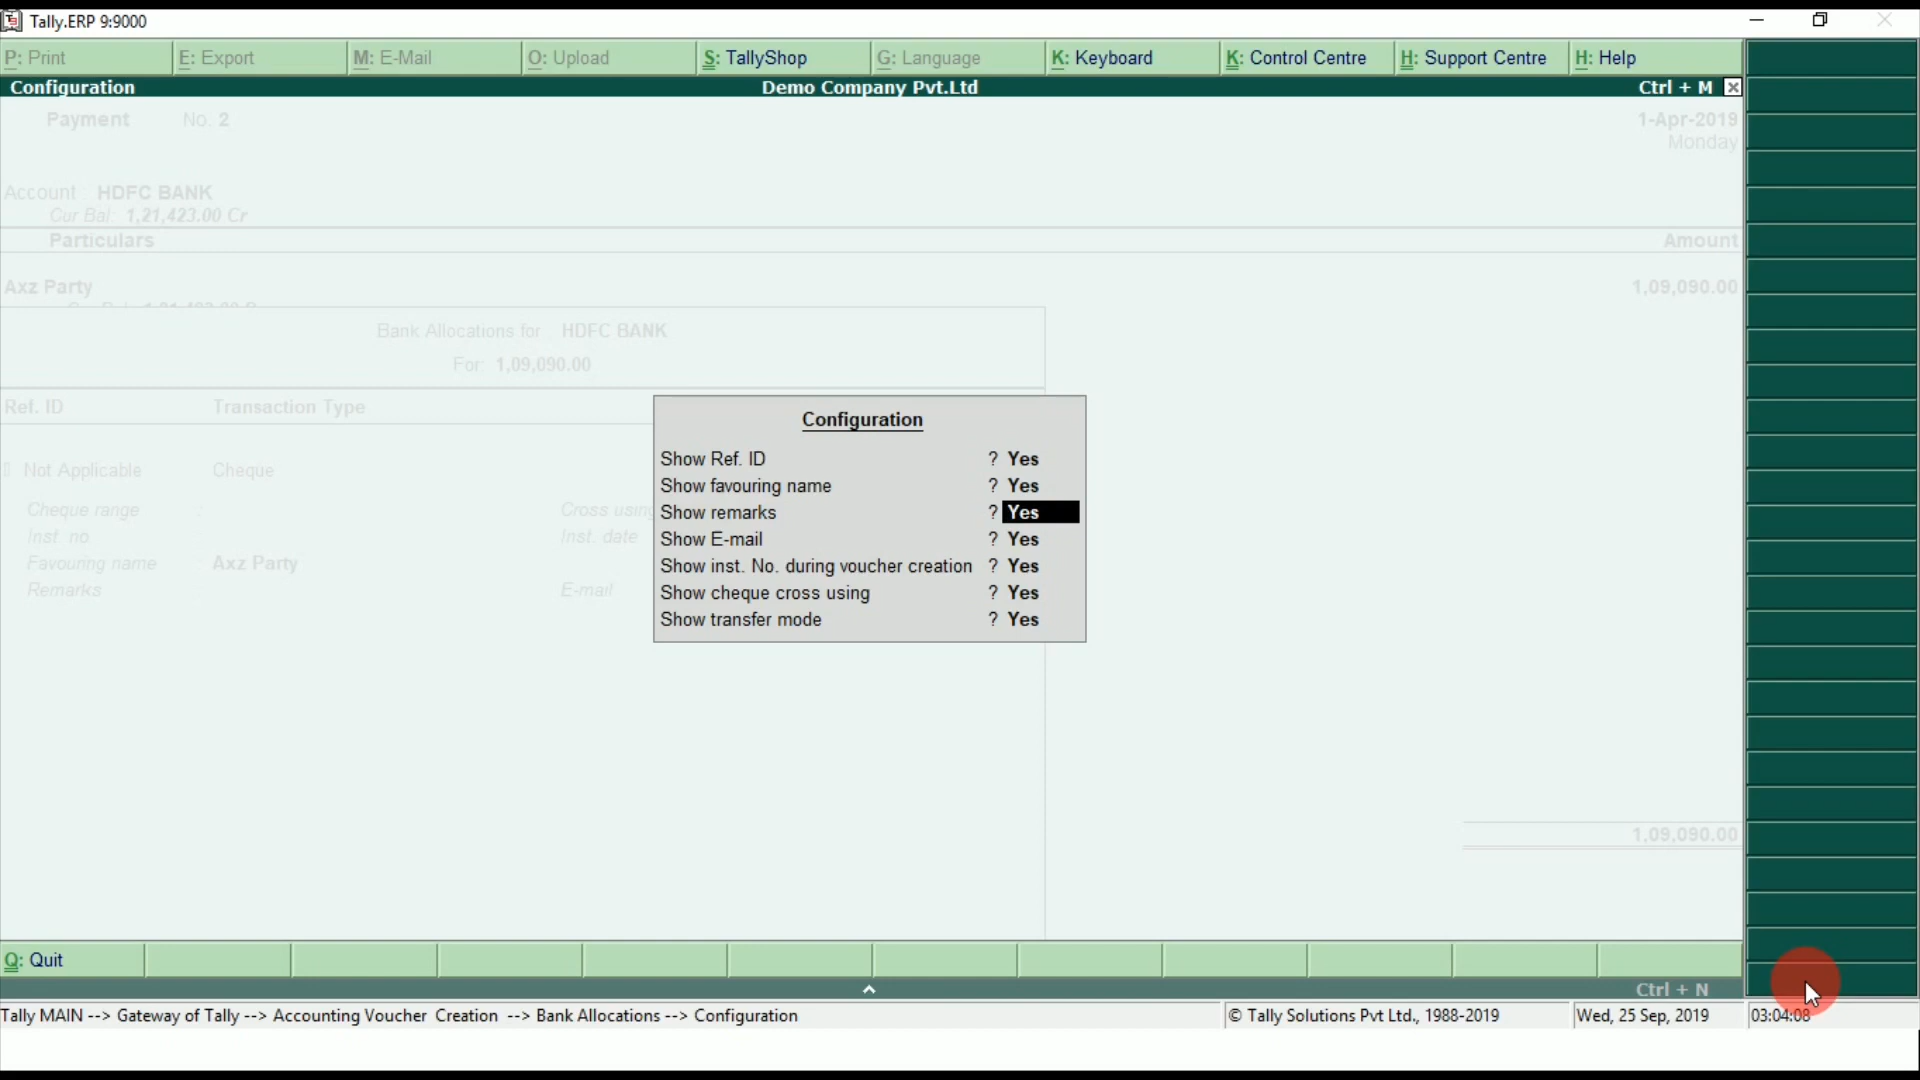 Tally.ERP 9:9000
P: Print E: Export M: E-Mail O: Upload S: TallyShop G: Language K: Keyboard K: Control Centre H: Support Centre H: Help
Configuration Demo Company Pvt.Ltd Ctrl + M
Payment No. 2 1-Apr-2019
Monday
Account : HDFC BANK
Cur Bal: 1,21,423.00 Cr
Particulars Amount
Axz Party 1,09,090.00
Bank Allocations for : HDFC BANK
For: 1,09,090.00
Ref. ID Transaction Type
Not Applicable Cheque
Cheque range : Cross using
Inst. no Inst. date
Favouring name : Axz Party
Remarks E-mail
Configuration
Show Ref. ID ? Yes
Show favouring name ? Yes
Show remarks ? Yes
Show E-mail ? Yes
Show inst. No. during voucher creation ? Yes
Show cheque cross using ? Yes
Show transfer mode ? Yes
1,09,090.00
Q: Quit
Ctrl + N
Tally MAIN --> Gateway of Tally --> Accounting Voucher Creation --> Bank Allocations --> Configuration © Tally Solutions Pvt Ltd., 1988-2019 Wed, 25 Sep, 2019 03:04:08